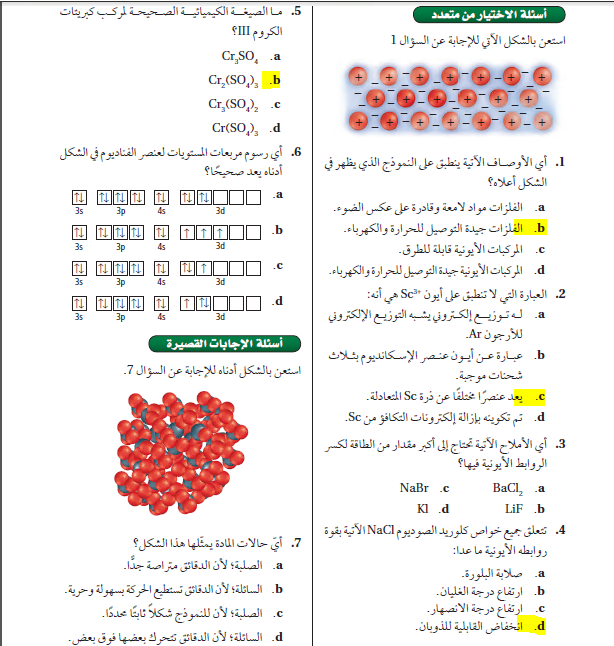 أسئلة الاختيار من متعدد
استعن بالشكل الآتي للإجابة عن السؤال 1
1. أي الأوصاف الآتية ينطبق على النموذج الذي يظهر في
الشكل أعلاه؟
a. الفلزات مواد لامعة وقادرة على عكس الضوء.
b. الفلزات جيدة التوصيل للحرارة والكهرباء.
c. المركبات الأيونية قابلة للطرق.
d. المركبات الأيونية جيدة التوصيل للحرارة والكهرباء.
2. العبارة التي لا تنطبق على أيون Sc³⁺ هي أنه:
a. له توزيع إلكتروني يشبه التوزيع الإلكتروني
للأرجون Ar.
b. عبارة عن أيون عنصر الإسكانديوم بثلاث
شحنات موجبة.
c. يعد عنصرًا مختلفًا عن ذرة Sc المتعادلة.
d. تم تكوينه بإزالة إلكترونات التكافؤ من Sc.
3. أي الأملاح الآتية تحتاج إلى أكبر مقدار من الطاقة لكسر
الروابط الأيونية فيها؟
a. BaCl₂ c. NaBr
b. LiF d. KI
4. تتعلق جميع خواص كلوريد الصوديوم NaCl الآتية بقوة
روابطه الأيونية ما عدا:
a. صلابة البلورة.
b. ارتفاع درجة الغليان.
c. ارتفاع درجة الانصهار.
d. انخفاض القابلية للذوبان.
5. ما الصيغة الكيميائية الصحيحة لمركب كبريتات
الكروم III؟
a. Cr₃SO₄
b. Cr₂(SO₄)₃
c. Cr₃(SO₄)₂
d. Cr(SO₄)₃
6. أي رسوم مربعات المستويات لعنصر الفناديوم في الشكل
أدناه يعد صحيحًا؟
a. ↑↓ ↑↓ ↑↓ ↑↓ ↑↓ ↑↓ ↑↓
3s 3p 4s 3d
b. ↑↓ ↑↓ ↑↓ ↑↓ ↑↓ ↑ ↑ ↑
3s 3p 4s 3d
c. ↑↓ ↑↓ ↑↓ ↑↓ ↑↓ ↑↓ ↑
3s 3p 4s 3d
d. ↑↓ ↑↓ ↑↓ ↑↓ ↑↓ ↑ ↑↓
3s 3p 4s 3d
أسئلة الإجابات القصيرة
استعن بالشكل أدناه للإجابة عن السؤال 7.
7. أيّ حالات المادة يمثّلها هذا الشكل؟
a. الصلبة؛ لأن الدقائق متراصة جدًّا.
b. السائلة؛ لأن الدقائق تستطيع الحركة بسهولة وحرية.
c. الصلبة؛ لأن للنموذج شكلاً ثابتًا محددًا.
d. السائلة؛ لأن الدقائق تتحرك بعضها فوق بعض.